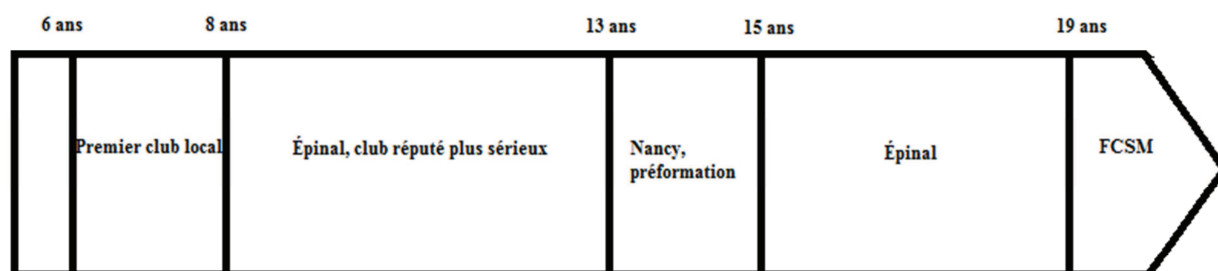 6 ans
8 ans
13 ans
15 ans
19 ans
Premier club local
Épinal, club réputé plus sérieux
Nancy,
préformation
Épinal
FCSM